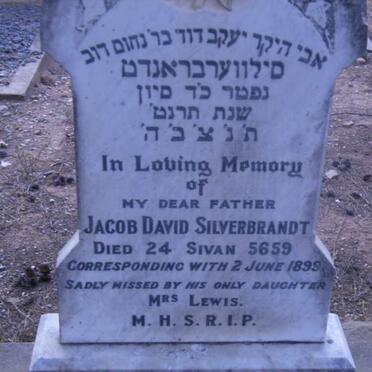 אבי היקר יעקב דוד בר׳ נחום דוב
סילווערבראנדט
נפטר כ״ד סיון
שנת תרנט׳
ת׳נ׳צ׳ב׳ה׳
In Loving Memory
of
MY DEAR FATHER
JACOB DAVID SILVERBRANDT
DIED 24 SIVAN 5659
CORRESPONDING WITH 2 JUNE 1899
SADLY MISSED BY HIS ONLY DAUGHTER
MRS LEWIS.
M.H.S.R.I.P.